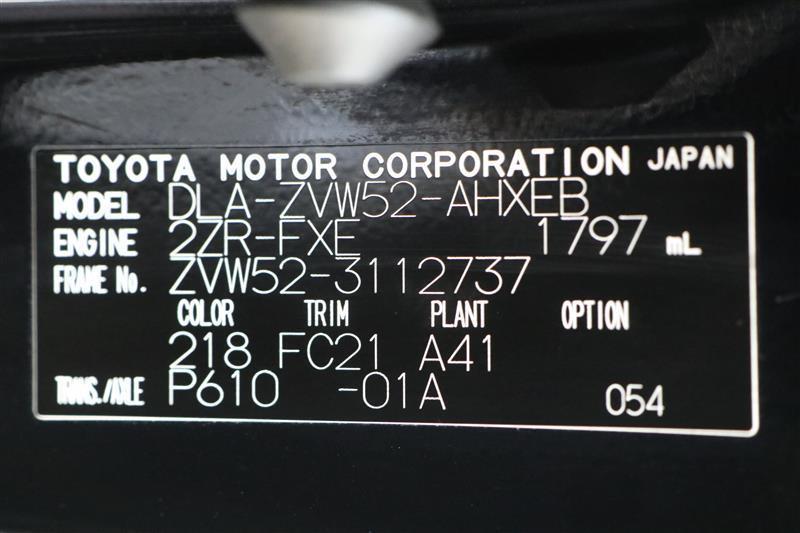 TOYOTA MOTOR CORPORATION JAPAN
MODEL DLA-ZVW52-AHXEB
ENGINE 2ZR-FXE 1797 mL
FRAME No. ZVW52-3112737
COLOR TRIM PLANT OPTION
218 FC21 A41
TRANS./AXLE P610 -01A 054